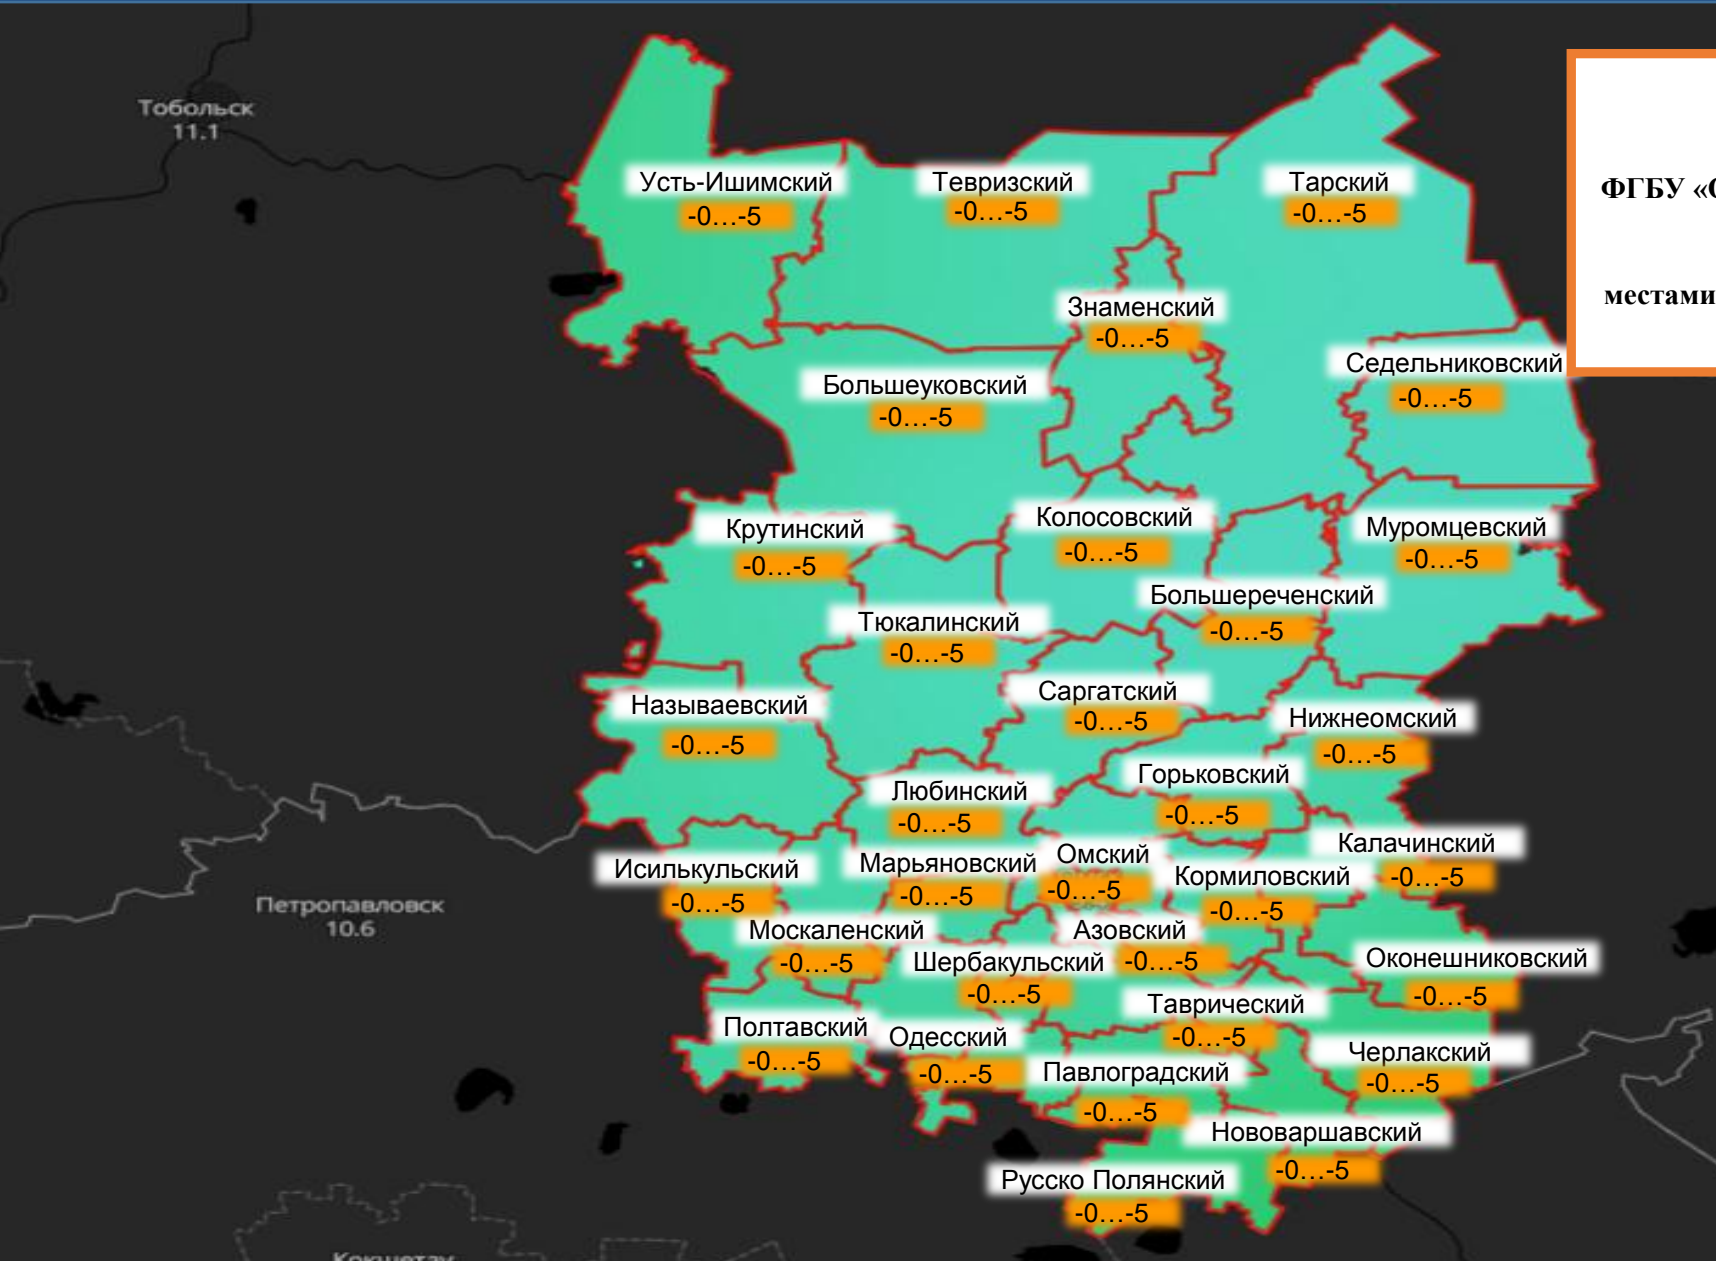 Тобольск
11.1
ФГБУ «О
местами
Усть-Ишимский
-0…-5
Тевризский
-0…-5
Тарский
-0…-5
Знаменский
-0…-5
Седельниковский
-0…-5
Большеуковский
-0…-5
Крутинский
-0…-5
Колосовский
-0…-5
Муромцевский
-0…-5
Большереченский
-0…-5
Тюкалинский
-0…-5
Саргатский
-0…-5
Называевский
-0…-5
Нижнеомский
-0…-5
Горьковский
-0…-5
Любинский
-0…-5
Калачинский
-0…-5
Исилькульский
-0…-5
Марьяновский
-0…-5
Омский
-0…-5
Кормиловский
-0…-5
Петропавловск
10.6
Москаленский
-0…-5
Азовский
-0…-5
Шербакульский
-0…-5
Оконешниковский
-0…-5
Таврический
-0…-5
Полтавский
-0…-5
Одесский
-0…-5
Черлакский
-0…-5
Павлоградский
-0…-5
Нововаршавский
-0…-5
Русско Полянский
-0…-5